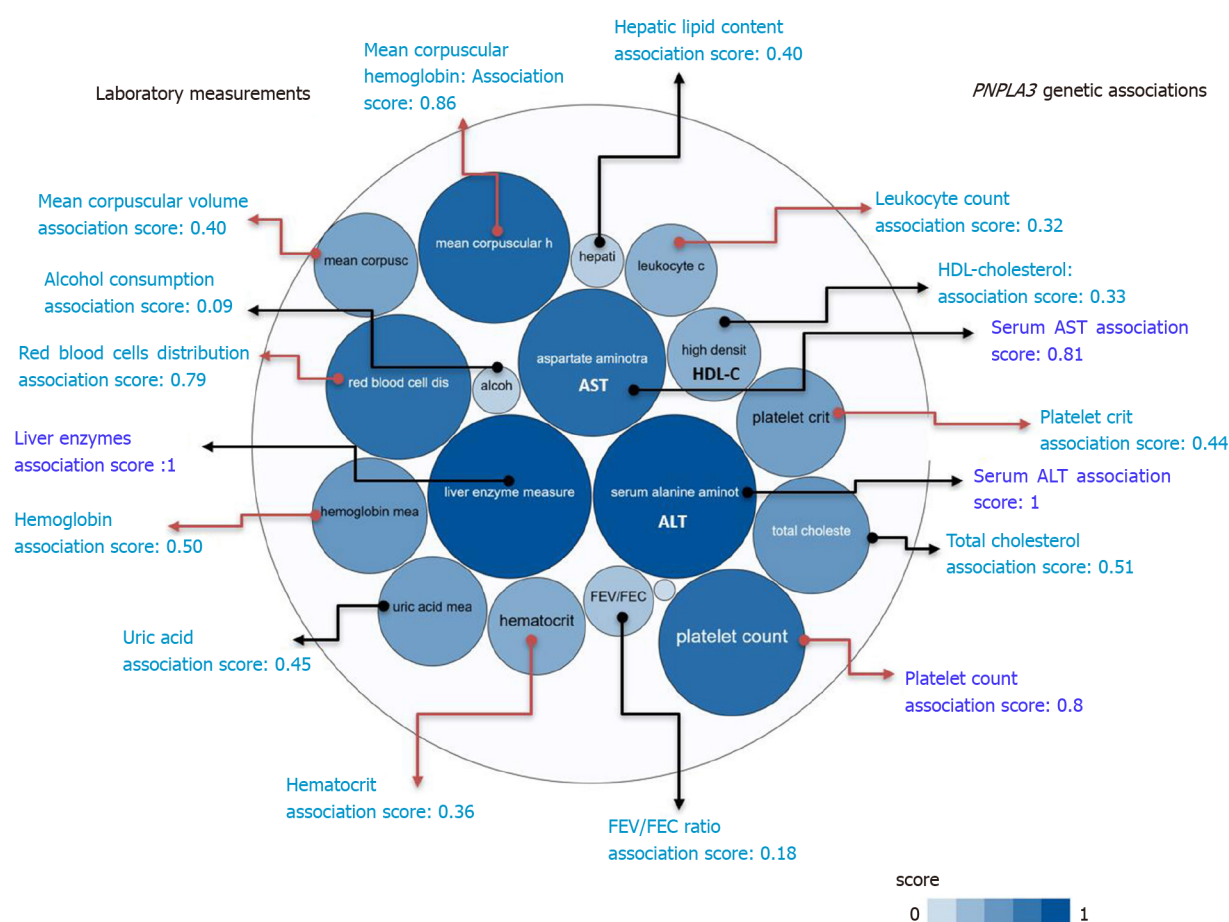 Hepatic lipid content
association score: 0.40
Mean corpuscular
hemoglobin: Association
score: 0.86
Laboratory measurements
PNPLA3 genetic associations
Mean corpuscular volume
association score: 0.40
Leukocyte count
association score: 0.32
mean corpuscular h
hepati
leukocyte c
mean corpusc
Alcohol consumption
association score: 0.09
HDL-cholesterol:
association score: 0.33
Serum AST association
score: 0.81
Red blood cells distribution
association score: 0.79
red blood cell dis
alcoh
aspartate aminotra
AST
high densit
HDL-C
platelet crit
Platelet crit
association score: 0.44
Liver enzymes
association score :1
liver enzyme measure
serum alanine aminot
ALT
Serum ALT association
score: 1
Hemoglobin
association score: 0.50
hemoglobin mea
total choleste
Total cholesterol
association score: 0.51
uric acid mea
hematocrit
FEV/FEC
platelet count
Uric acid
association score: 0.45
Platelet count
association score: 0.8
Hematocrit
association score: 0.36
FEV/FEC ratio
association score: 0.18
score
0 1